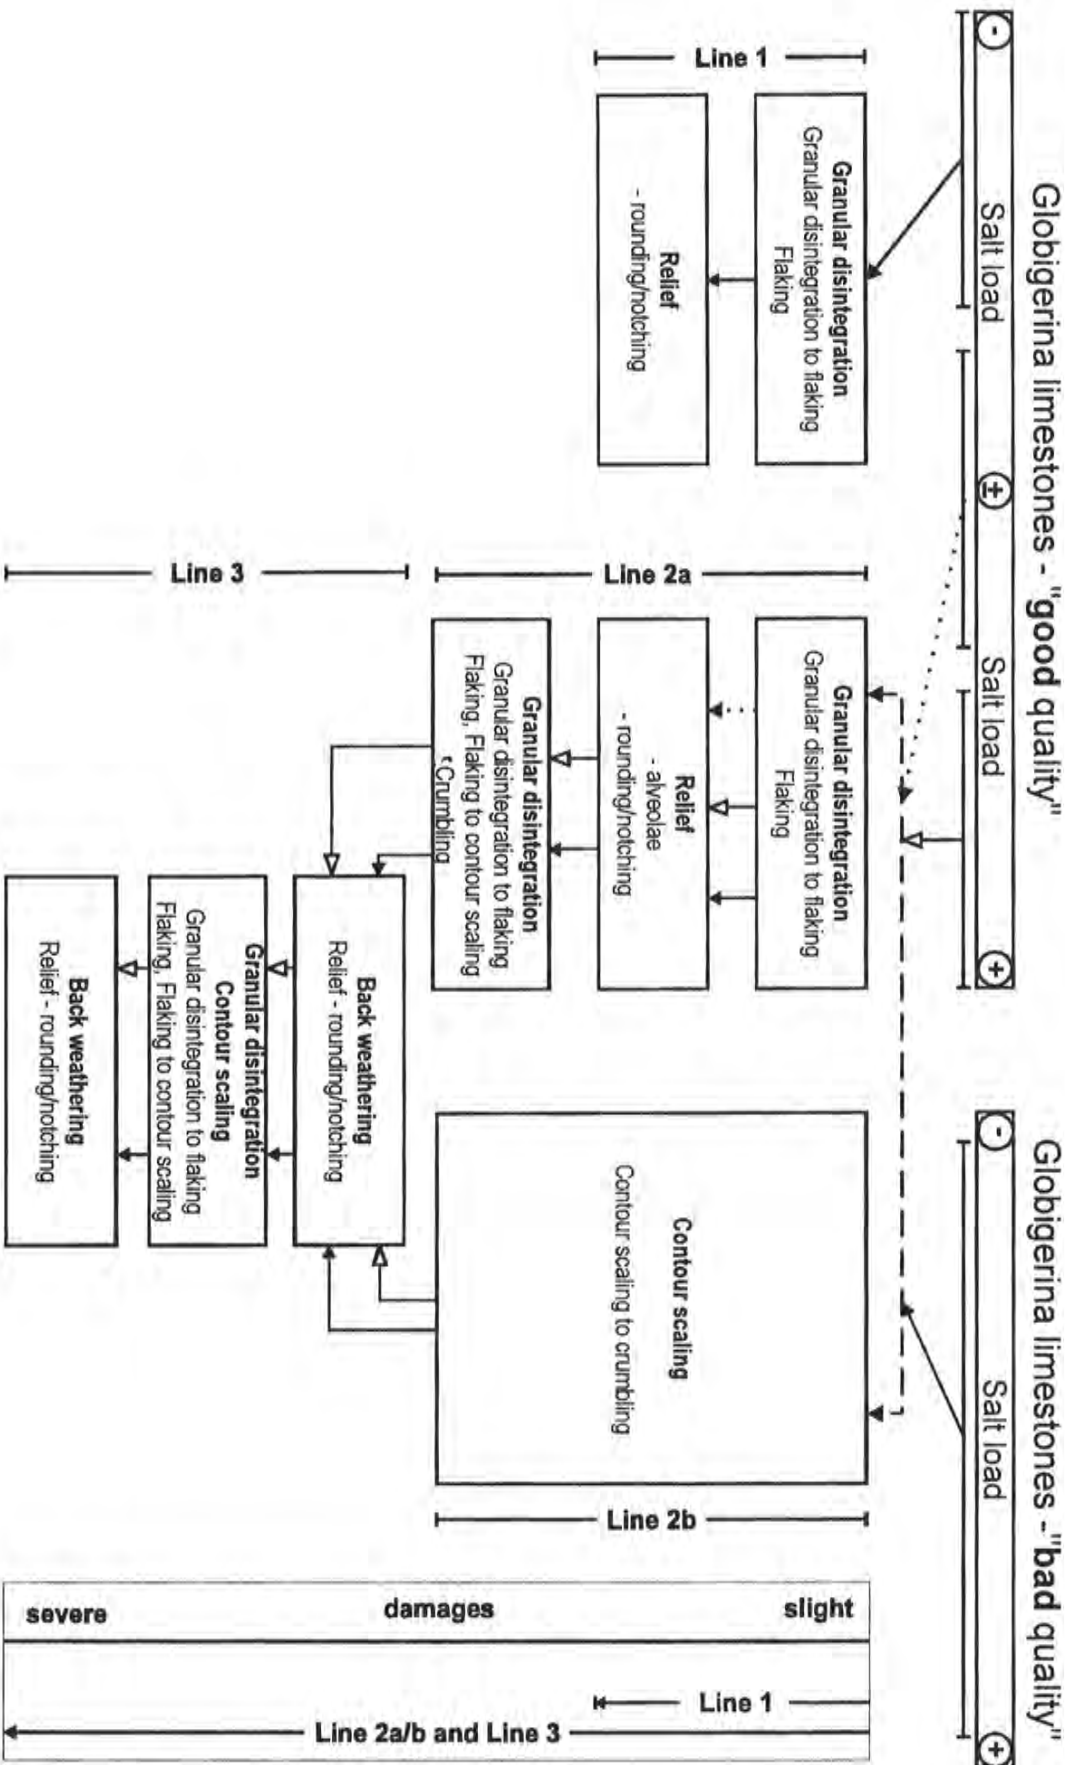 Globigerina limestones - "good quality"
- Salt load ± Salt load +
Globigerina limestones -"bad quality"
- Salt load +
Line 1
Granular disintegration
Granular disintegration to flaking
Flaking
Relief
- rounding/notching
Line 2a
Granular disintegration
Granular disintegration to flaking
Flaking
Relief
- alveolae
- rounding/notching
Granular disintegration
Granular disintegration to flaking
Flaking, Flaking to contour scaling
Crumbling
Line 2b
Contour scaling
Contour scaling to crumbling
Line 3
Back weathering
Relief - rounding/notching
Granular disintegration
Contour scaling
Granular disintegration to flaking
Flaking, Flaking to contour scaling
Back weathering
Relief - rounding/notching
slight
damages
severe
Line 1
Line 2a/b and Line 3